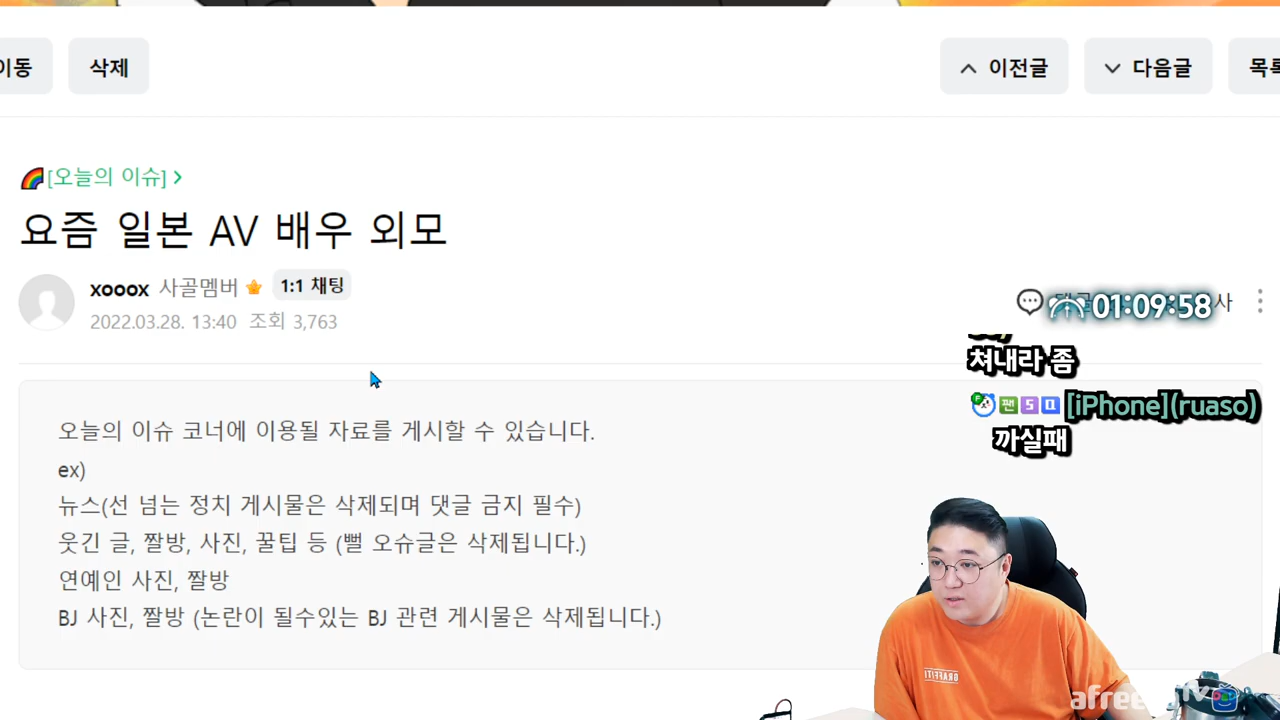 이동
삭제
이전글
다음글
목록
[오늘의 이슈]
요즘 일본 AV 배우 외모
xooox 사골멤버 1:1 채팅
2022.03.28. 13:40 조회 3,763
01:09:58
쳐내라 좀
팬 S [iPhone](ruaso)
까실때
오늘의 이슈 코너에 이용될 자료를 게시할 수 있습니다.
ex)
뉴스(선 넘는 정치 게시물은 삭제되며 댓글 금지 필수)
웃긴 글, 짤방, 사진, 꿀팁 등 (뻘 오슈글은 삭제됩니다.)
연예인 사진, 짤방
BJ 사진, 짤방 (논란이 될수있는 BJ 관련 게시물은 삭제됩니다.)
GRAFFITI
afreecaTV